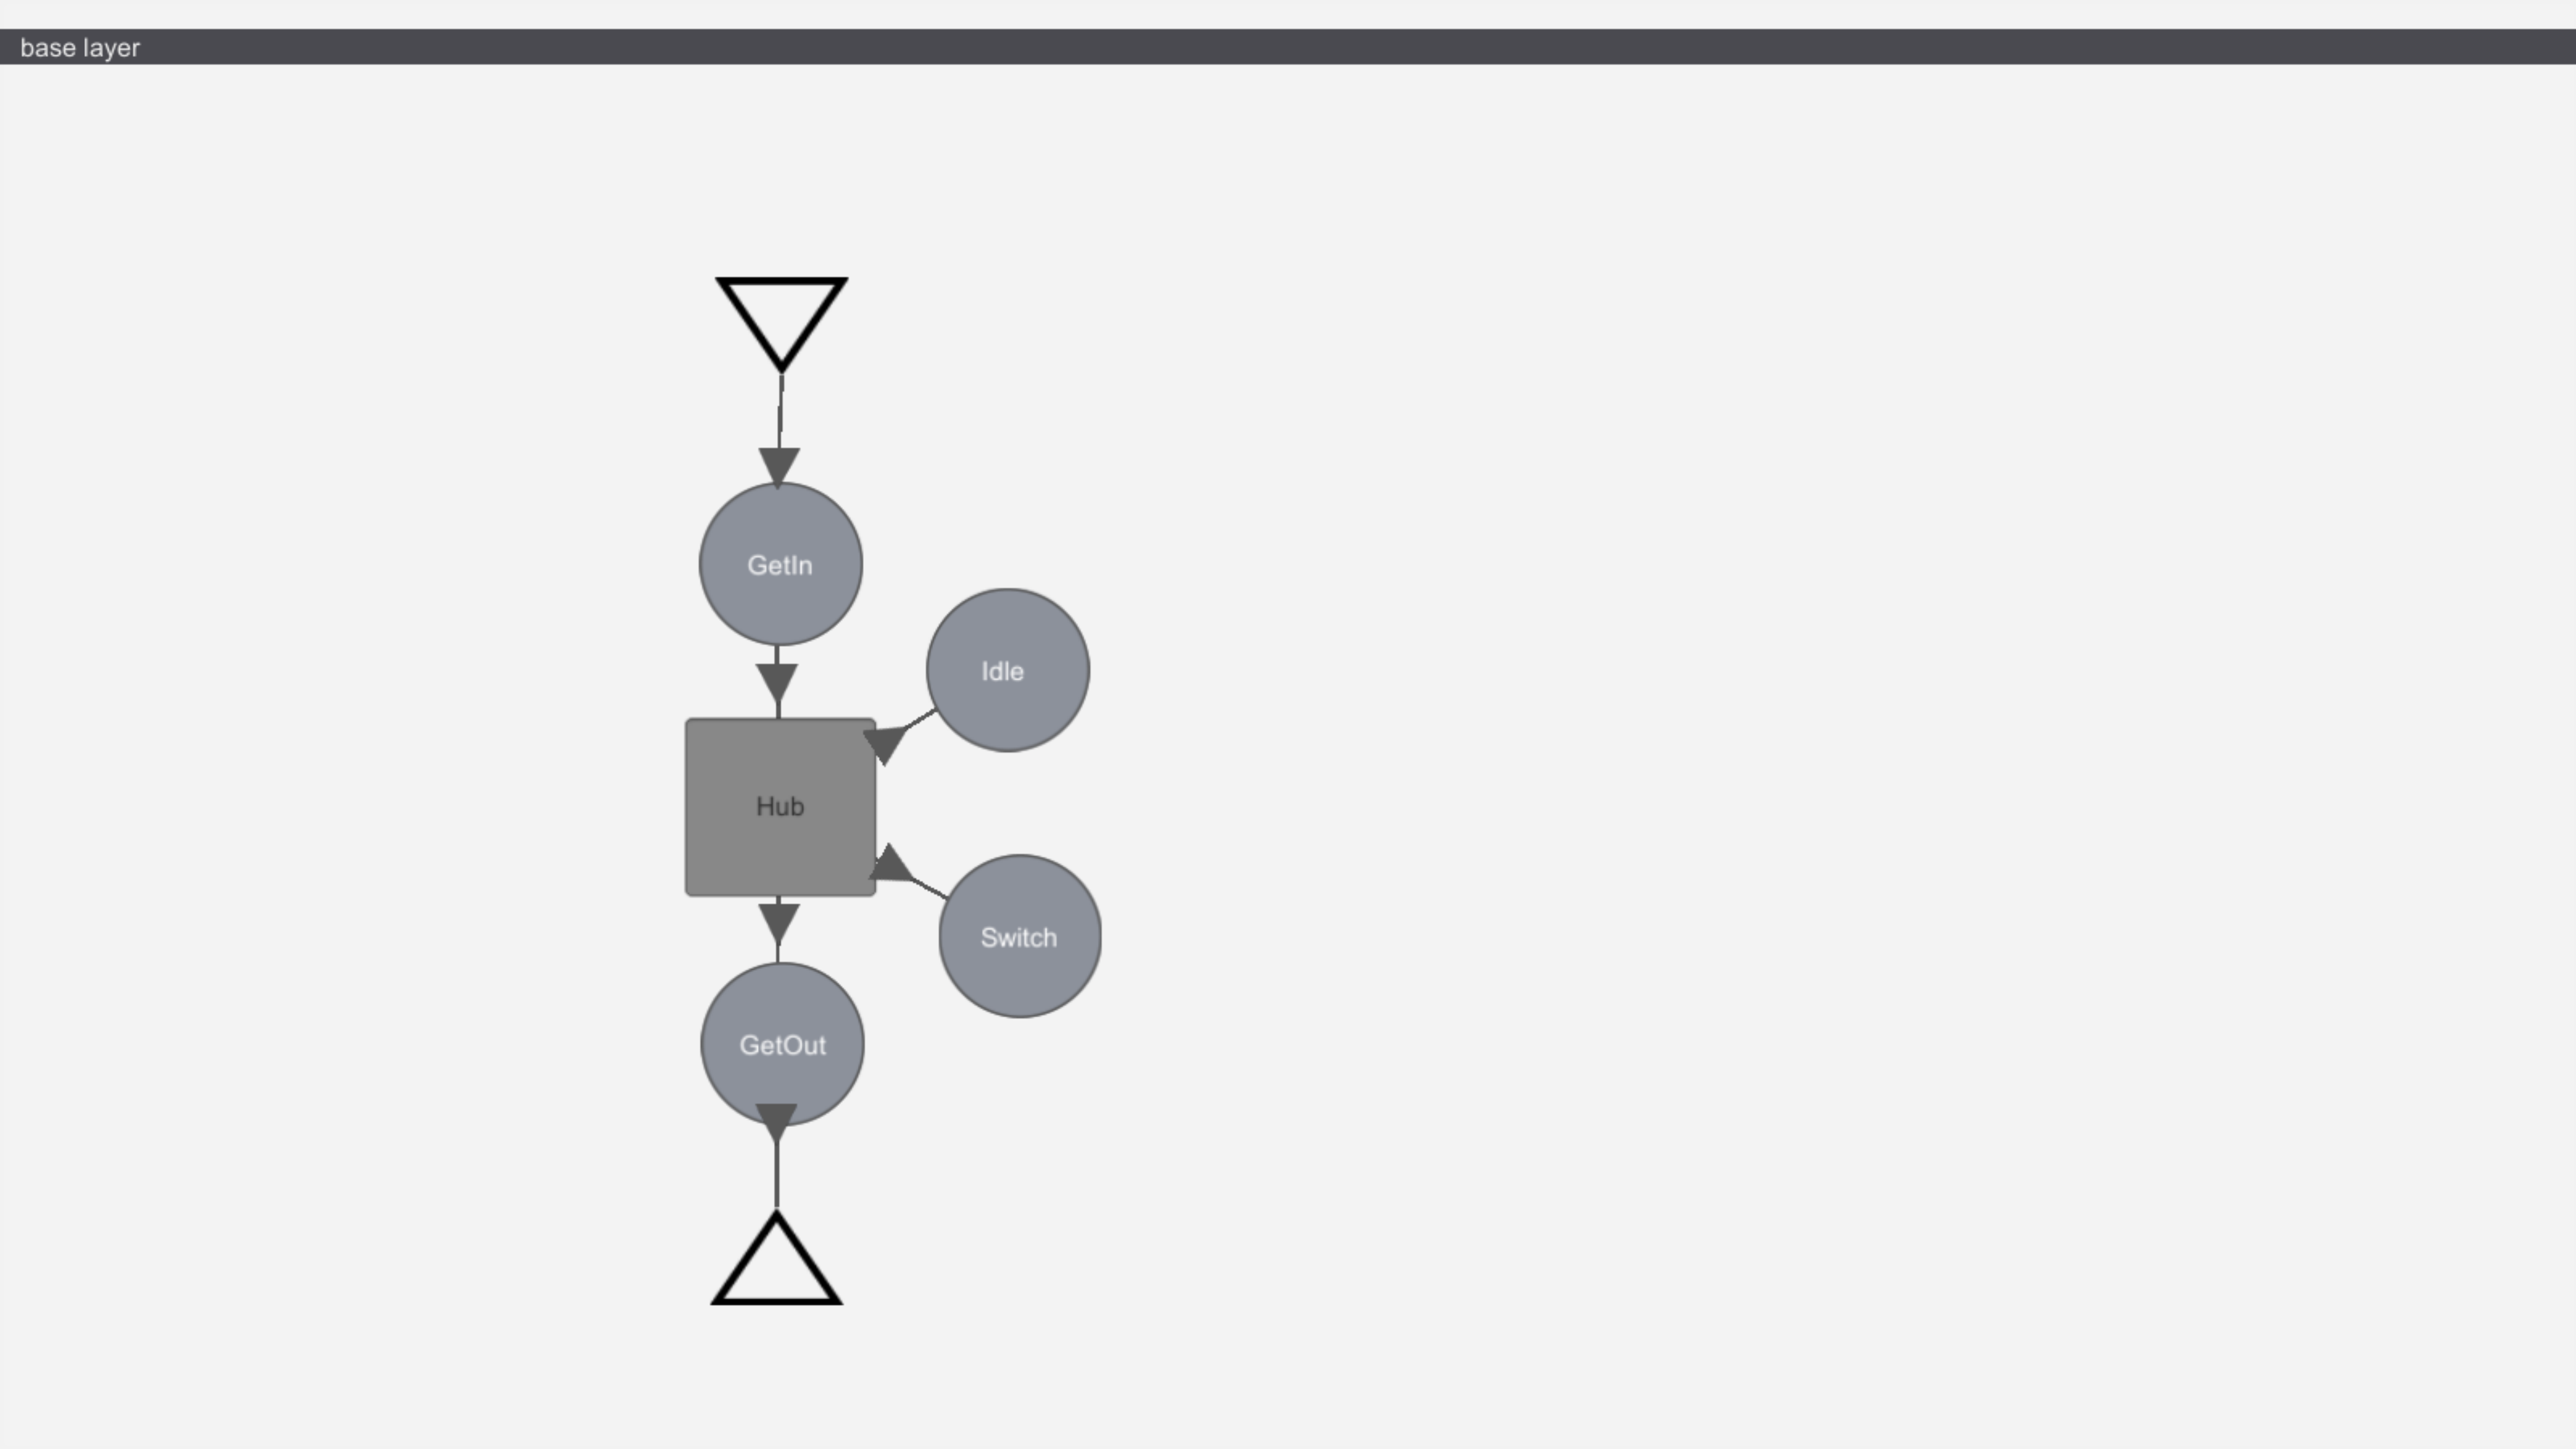 base layer
GetIn
Idle
Hub
Switch
GetOut